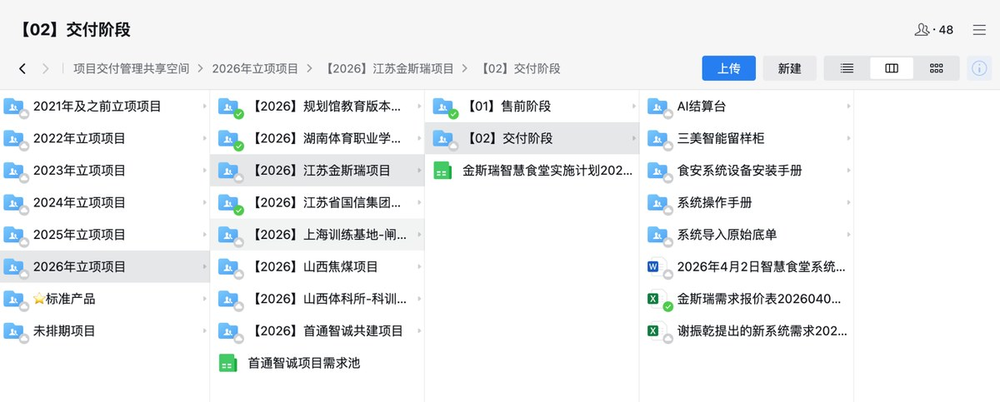 【02】交付阶段
· 48
项目交付管理共享空间 > 2026年立项项目 > 【2026】江苏金斯瑞项目 > 【02】交付阶段
上传
新建
2021年及之前立项项目
2022年立项项目
2023年立项项目
2024年立项项目
2025年立项项目
2026年立项项目
⭐标准产品
未排期项目
【2026】规划馆教育版本...
【2026】湖南体育职业学...
【2026】江苏金斯瑞项目
【2026】江苏省国信集团...
【2026】上海训练基地-闸...
【2026】山西焦煤项目
【2026】山西体科所-科训...
【2026】首通智诚共建项目
首通智诚项目需求池
【01】售前阶段
【02】交付阶段
金斯瑞智慧食堂实施计划202...
AI结算台
三美智能留样柜
食安系统设备安装手册
系统操作手册
系统导入原始底单
2026年4月2日智慧食堂系统...
金斯瑞需求报价表2026040...
谢振乾提出的新系统需求202...